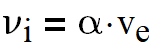 νᵢ = α·vₑ